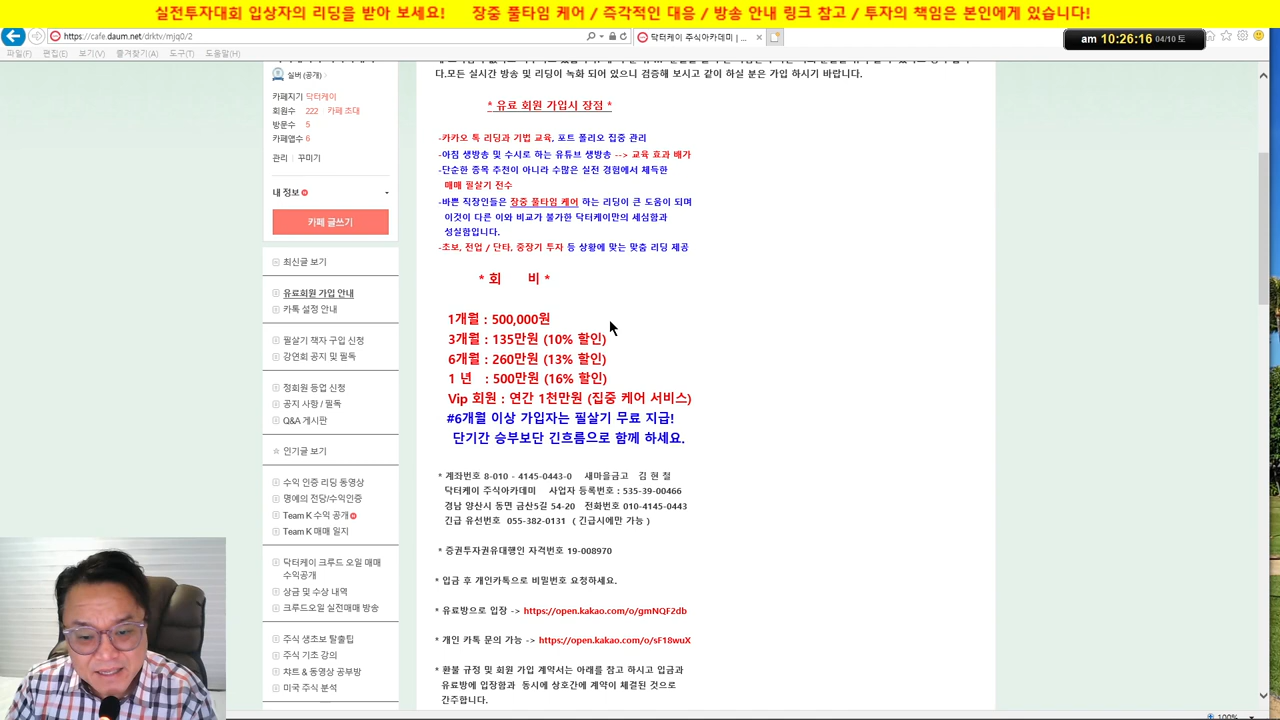 실전투자대회 입상자의 리딩을 받아 보세요! 장중 풀타임 케어 / 즉각적인 대응 / 방송 안내 링크 참고 / 투자의 책임은 본인에게 있습니다!
https://cafe.daum.net/drktv/mjq0/2
닥터케이 주식아카데미 | ...
am 10:26:16 04/10 토
파일(F) 편집(E) 보기(V) 즐겨찾기(A) 도구(T) 도움말(H)
실버 (공개)
카페지기 닥터케이
회원수 222 카페 초대
방문수 5
카페앱수 6
관리 꾸미기
내 정보
카페 글쓰기
최신글 보기
유료회원 가입 안내
카톡 설정 안내
필살기 책자 구입 신청
강연회 공지 및 필독
정회원 등업 신청
공지 사항 / 필독
Q&A 게시판
인기글 보기
수익 인증 리딩 동영상
명예의 전당/수익인증
Team K 수익 공개
Team K 매매 일지
닥터케이 크루드 오일 매매
수익공개
상금 및 수상 내역
크루드오일 실전매매 방송
주식 생초보 탈출팁
주식 기초 강의
챠트 & 동영상 공부방
미국 주식 분석
다.모든 실시간 방송 및 리딩이 녹화 되어 있으니 검증해 보시고 같이 하실 분은 가입 하시기 바랍니다.
* 유료 회원 가입시 장점 *
-카카오 톡 리딩과 기법 교육, 포트 폴리오 집중 관리
-아침 생방송 및 수시로 하는 유튜브 생방송 --> 교육 효과 배가
-단순한 종목 추천이 아니라 수많은 실전 경험에서 체득한
매매 필살기 전수
-바쁜 직장인들은 장중 풀타임 케어 하는 리딩이 큰 도움이 되며
이것이 다른 이와 비교가 불가한 닥터케이만의 세심함과
성실함입니다.
-초보, 전업 / 단타, 중장기 투자 등 상황에 맞는 맞춤 리딩 제공
* 회 비 *
1개월 : 500,000원
3개월 : 135만원 (10% 할인)
6개월 : 260만원 (13% 할인)
1 년 : 500만원 (16% 할인)
Vip 회원 : 연간 1천만원 (집중 케어 서비스)
#6개월 이상 가입자는 필살기 무료 지급!
단기간 승부보단 긴흐름으로 함께 하세요.
* 계좌번호 8-010 - 4145-0443-0 새마을금고 김 현 철
닥터케이 주식아카데미 사업자 등록번호 : 535-39-00466
경남 양산시 동면 금산5길 54-20 전화번호 010-4145-0443
긴급 유선번호 055-382-0131 ( 긴급시에만 가능 )
* 증권투자권유대행인 자격번호 19-008970
* 입금 후 개인카톡으로 비밀번호 요청하세요.
* 유료방으로 입장 -> https://open.kakao.com/o/gmNQF2db
* 개인 카톡 문의 가능 -> https://open.kakao.com/o/sF18wuX
* 환불 규정 및 회원 가입 계약서는 아래를 참고 하시고 입금과
유료방에 입장함과 동시에 상호간에 계약이 체결된 것으로
간주합니다.
100%